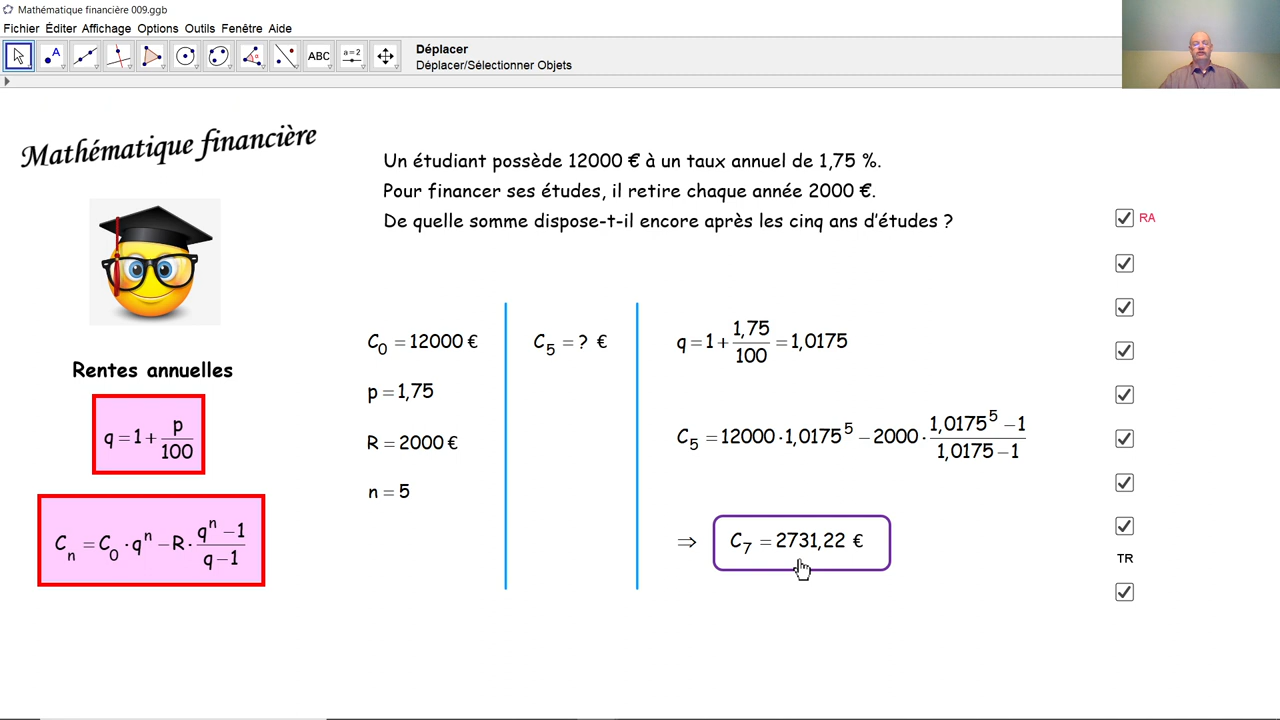 Mathématique financière 009.ggb
Fichier Éditer Affichage Options Outils Fenêtre Aide
ABC
a=2
Déplacer
Déplacer/Sélectionner Objets
Mathématique financière
Un étudiant possède 12000 € à un taux annuel de 1,75 %.
Pour financer ses études, il retire chaque année 2000 €.
De quelle somme dispose-t-il encore après les cinq ans d'études ?
RA
C₀ = 12000 €
C₅ = ? €
q = 1 + 1,75/100 = 1,0175
Rentes annuelles
p = 1,75
q = 1 + p/100
R = 2000 €
C₅ = 12000 · 1,0175⁵ − 2000 · (1,0175⁵ − 1)/(1,0175 − 1)
n = 5
Cₙ = C₀ · qⁿ − R · (qⁿ − 1)/(q − 1)
⇒ C₇ = 2731,22 €
TR